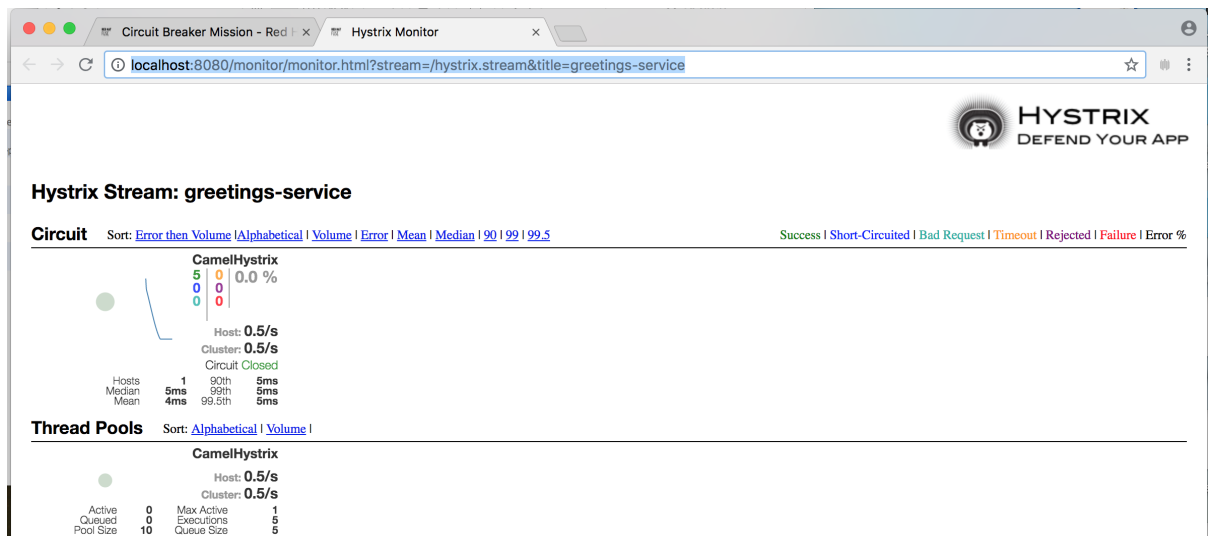 Circuit Breaker Mission - Red H
Hystrix Monitor
localhost:8080/monitor/monitor.html?stream=/hystrix.stream&title=greetings-service
HYSTRIX
DEFEND YOUR APP
Hystrix Stream: greetings-service
Circuit Sort: Error then Volume | Alphabetical | Volume | Error | Mean | Median | 90 | 99 | 99.5 Success | Short-Circuited | Bad Request | Timeout | Rejected | Failure | Error %
CamelHystrix
5 0 0.0 %
0 0
0 0
Host: 0.5/s
Cluster: 0.5/s
Circuit Closed
Hosts 1 90th 5ms
Median 5ms 99th 5ms
Mean 4ms 99.5th 5ms
Thread Pools Sort: Alphabetical | Volume |
CamelHystrix
Host: 0.5/s
Cluster: 0.5/s
Active 0 Max Active 1
Queued 0 Executions 5
Pool Size 10 Queue Size 5